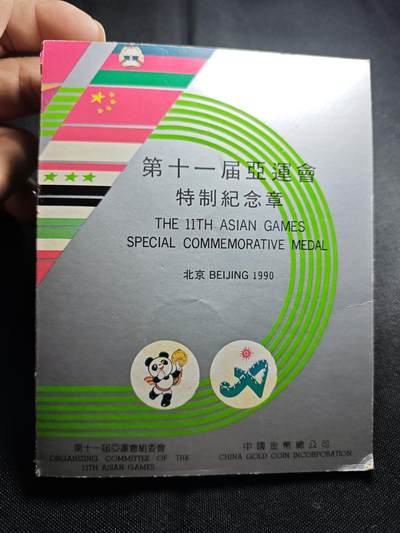 第十一届亞運會
特制紀念章
THE 11TH ASIAN GAMES
SPECIAL COMMEMORATIVE MEDAL
北京 BEIJING 1990
第十一届亞運會組委會
ORGANIZING COMMITTEE OF THE
11TH ASIAN GAMES
中國金幣總公司
CHINA GOLD COIN INCORPORATION